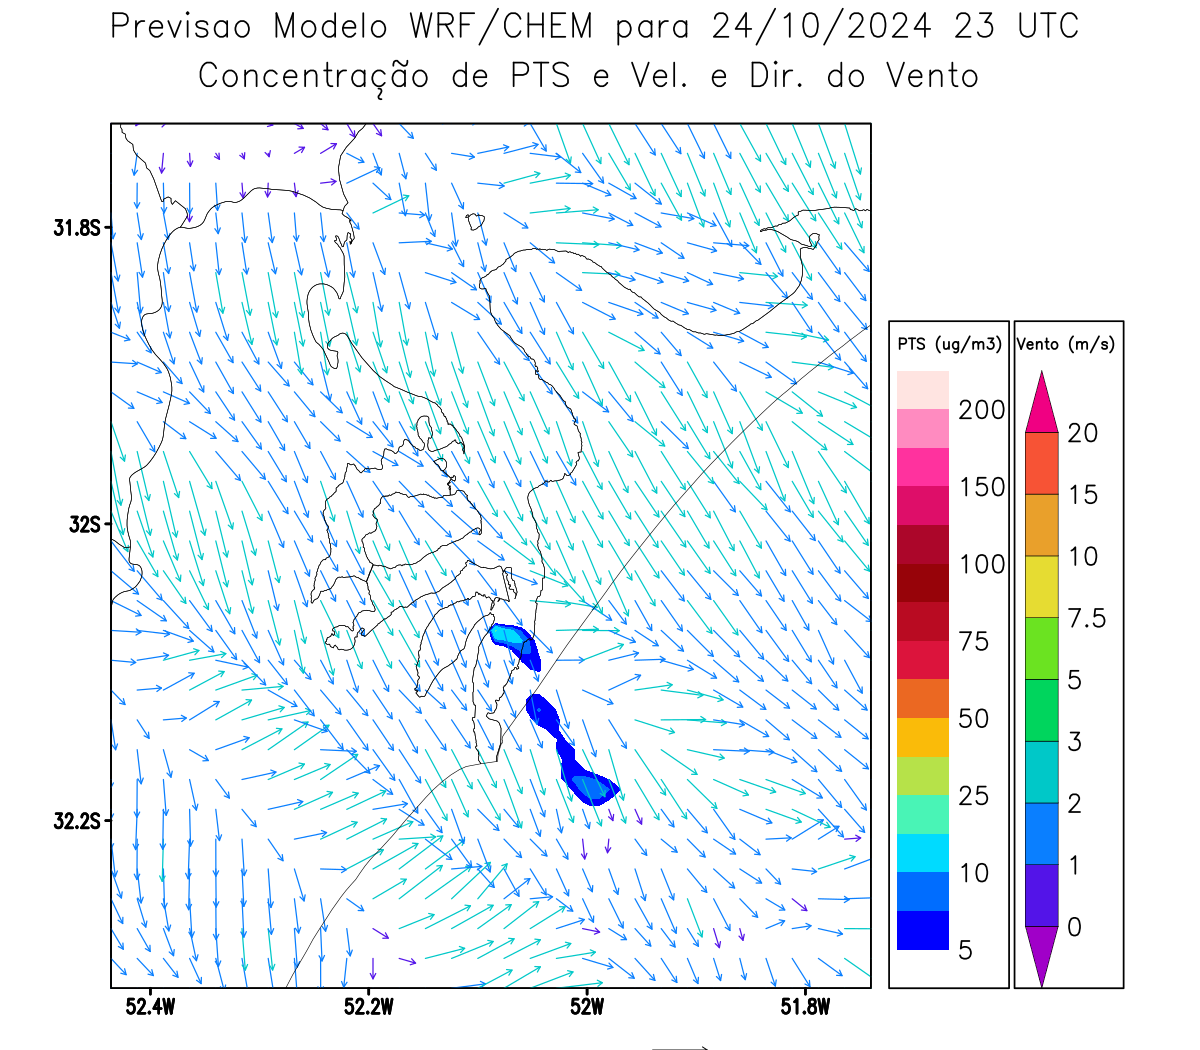 Previsao Modelo WRF/CHEM para 24/10/2024 23 UTC
Concentração de PTS e Vel. e Dir. do Vento
31.8S
32S
32.2S
52.4W
52.2W
52W
51.8W
PTS (ug/m3)
200
150
100
75
50
25
10
5
Vento (m/s)
20
15
10
7.5
5
3
2
1
0